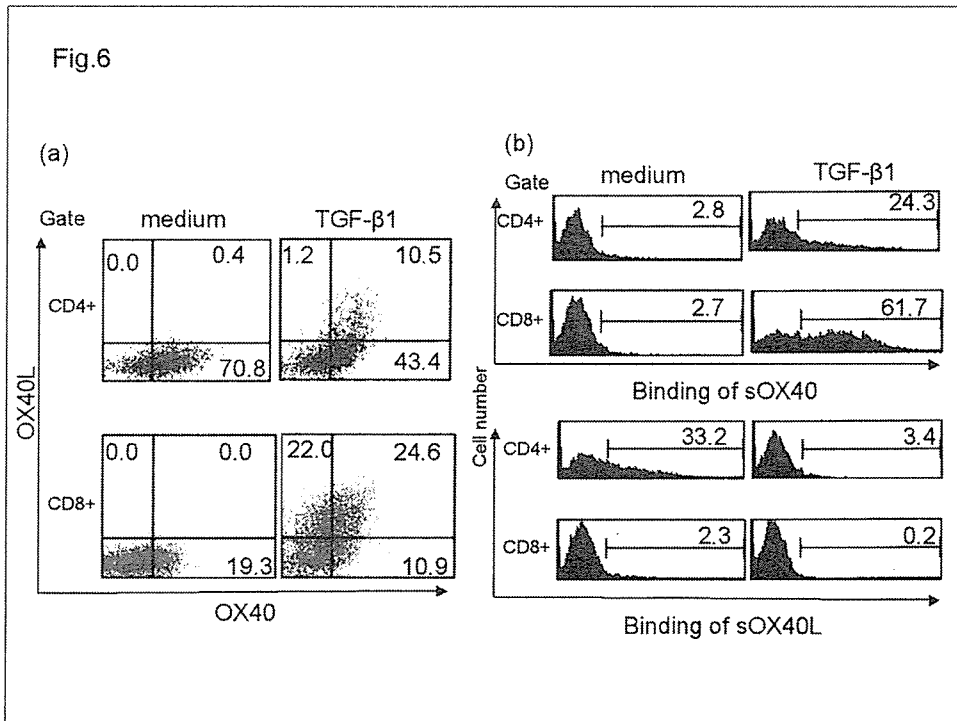 Fig.6
(a)
Gate
medium
TGF-β1
CD4+
0.0
0.4
70.8
1.2
10.5
43.4
CD8+
0.0
0.0
19.3
22.0
24.6
10.9
OX40L
OX40
(b)
Gate
medium
TGF-β1
CD4+
2.8
24.3
CD8+
2.7
61.7
Binding of sOX40
Cell number
CD4+
33.2
3.4
CD8+
2.3
0.2
Binding of sOX40L